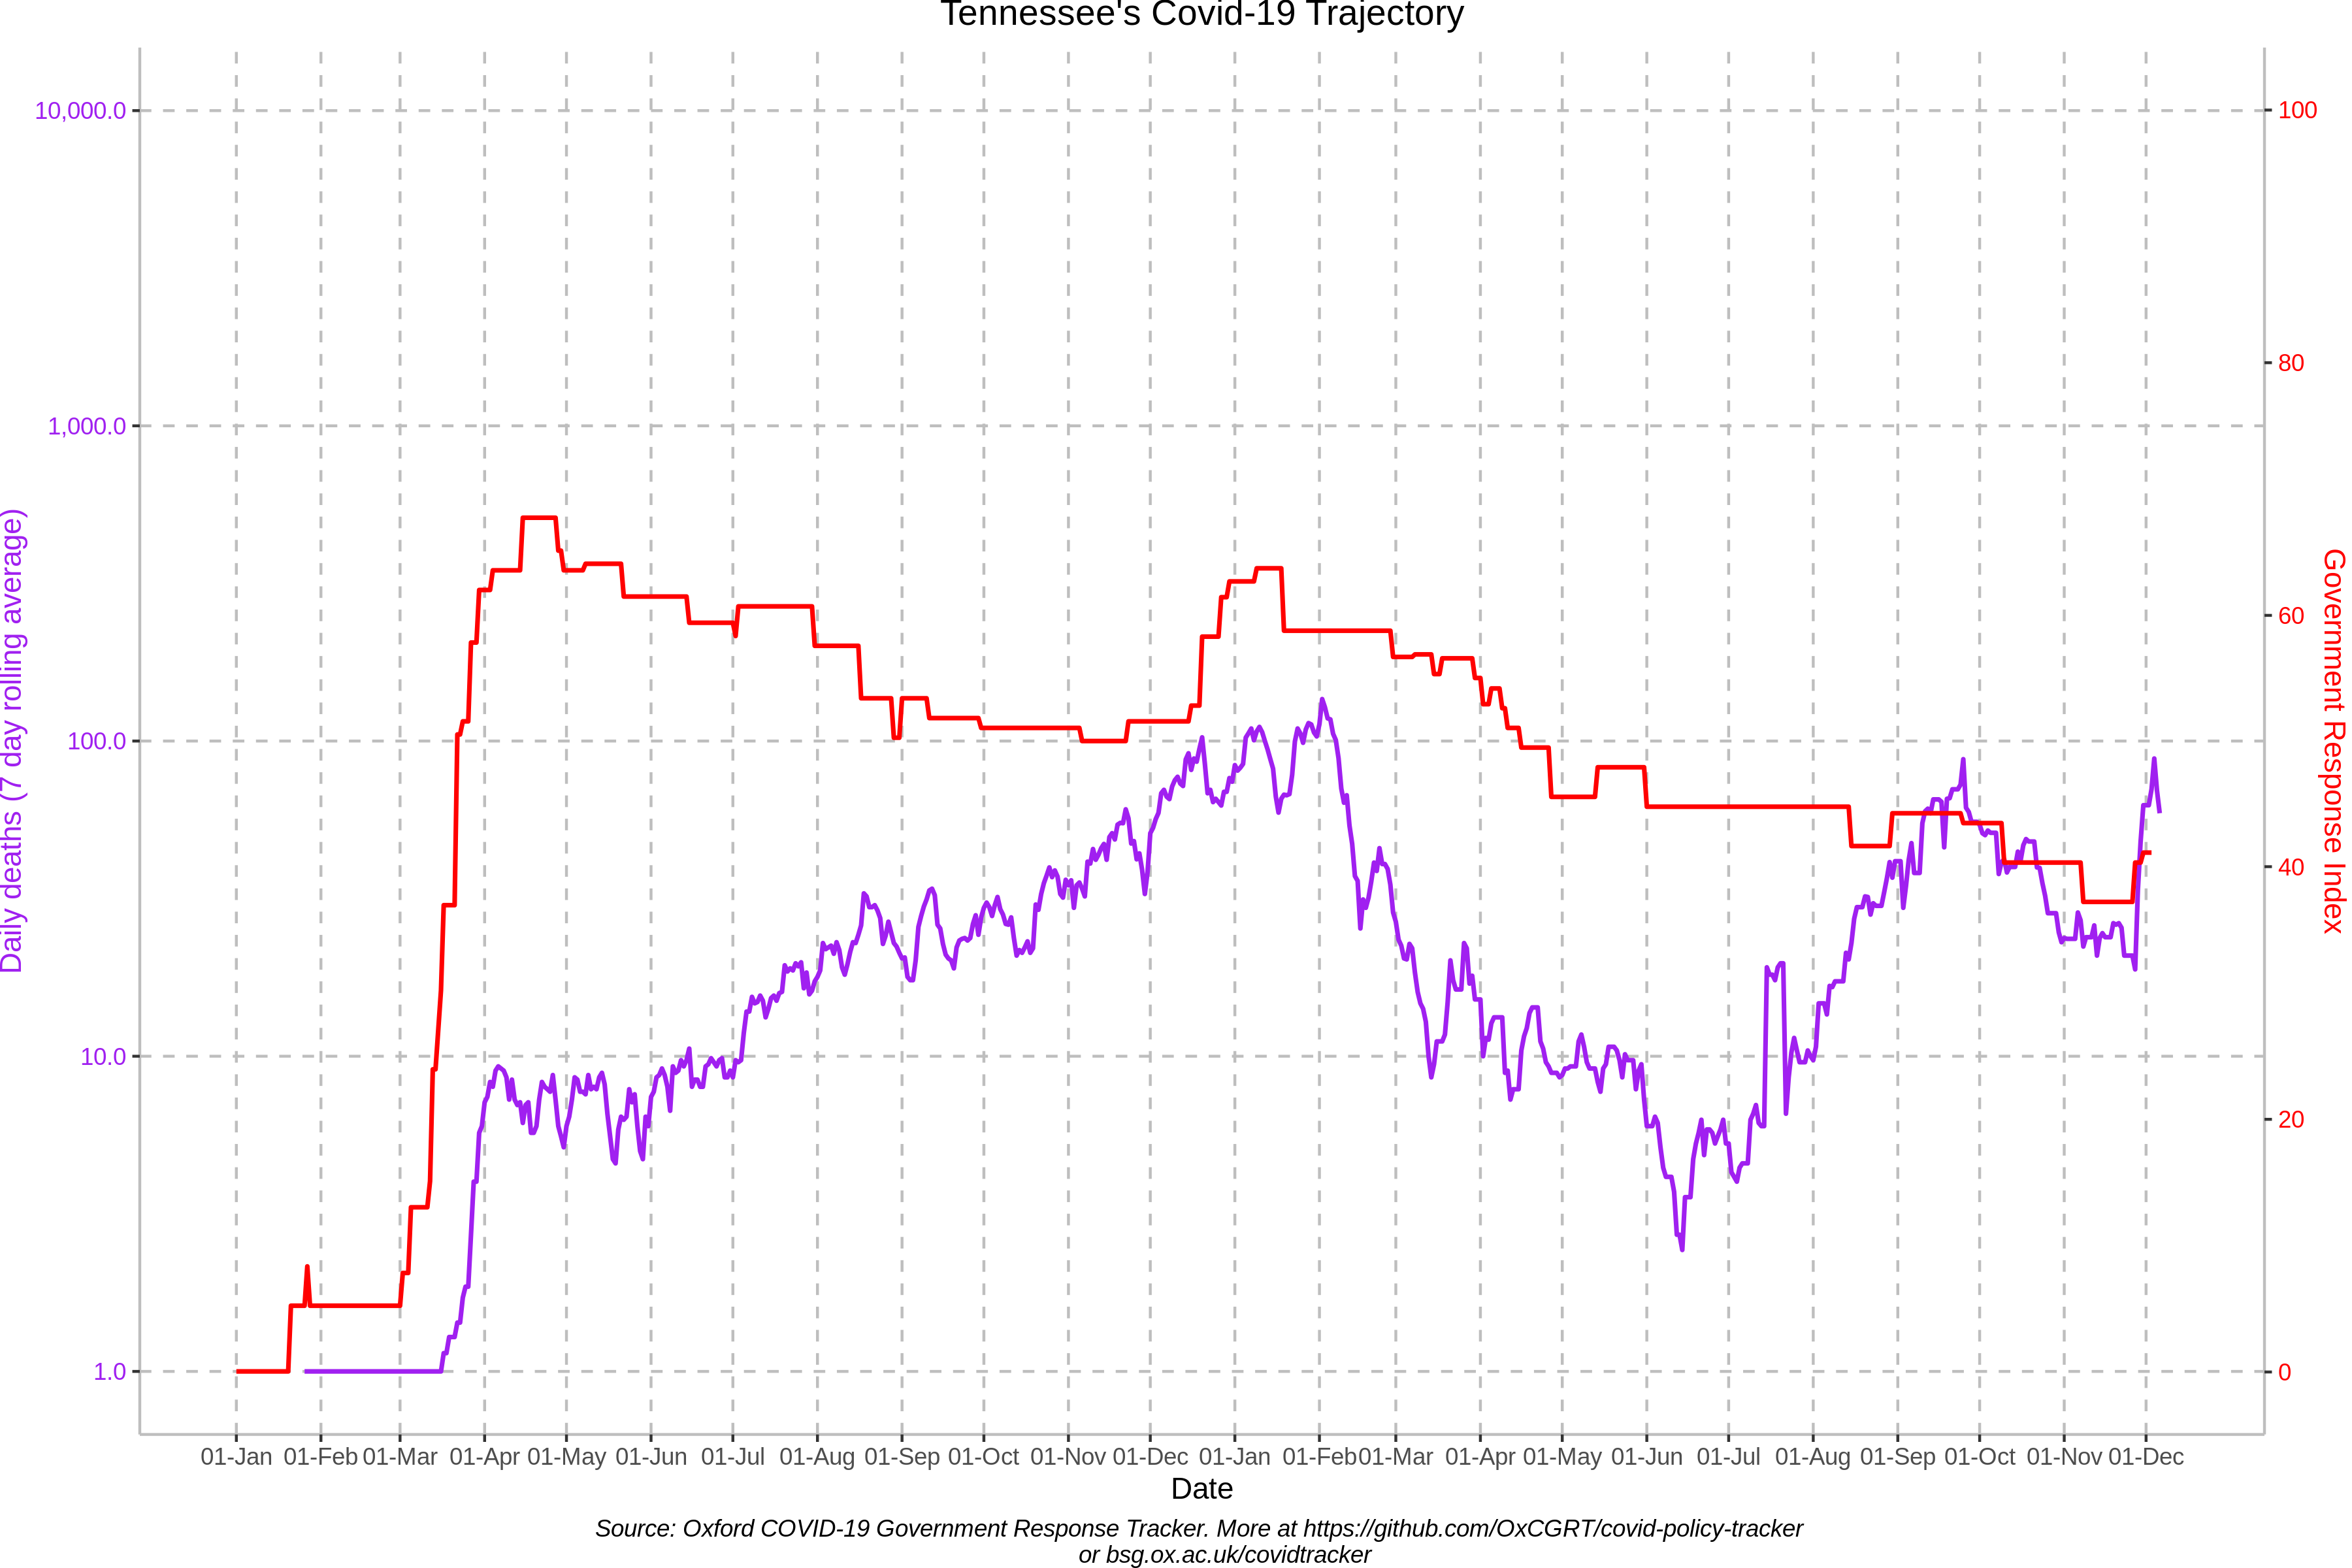 Tennessee's Covid-19 Trajectory
10,000.0
1,000.0
100.0
10.0
1.0
Daily deaths (7 day rolling average)
100
80
60
40
20
0
Government Response Index
01-Jan 01-Feb 01-Mar 01-Apr 01-May 01-Jun 01-Jul 01-Aug 01-Sep 01-Oct 01-Nov 01-Dec 01-Jan 01-Feb 01-Mar 01-Apr 01-May 01-Jun 01-Jul 01-Aug 01-Sep 01-Oct 01-Nov 01-Dec
Date
Source: Oxford COVID-19 Government Response Tracker. More at https://github.com/OxCGRT/covid-policy-tracker
or bsg.ox.ac.uk/covidtracker